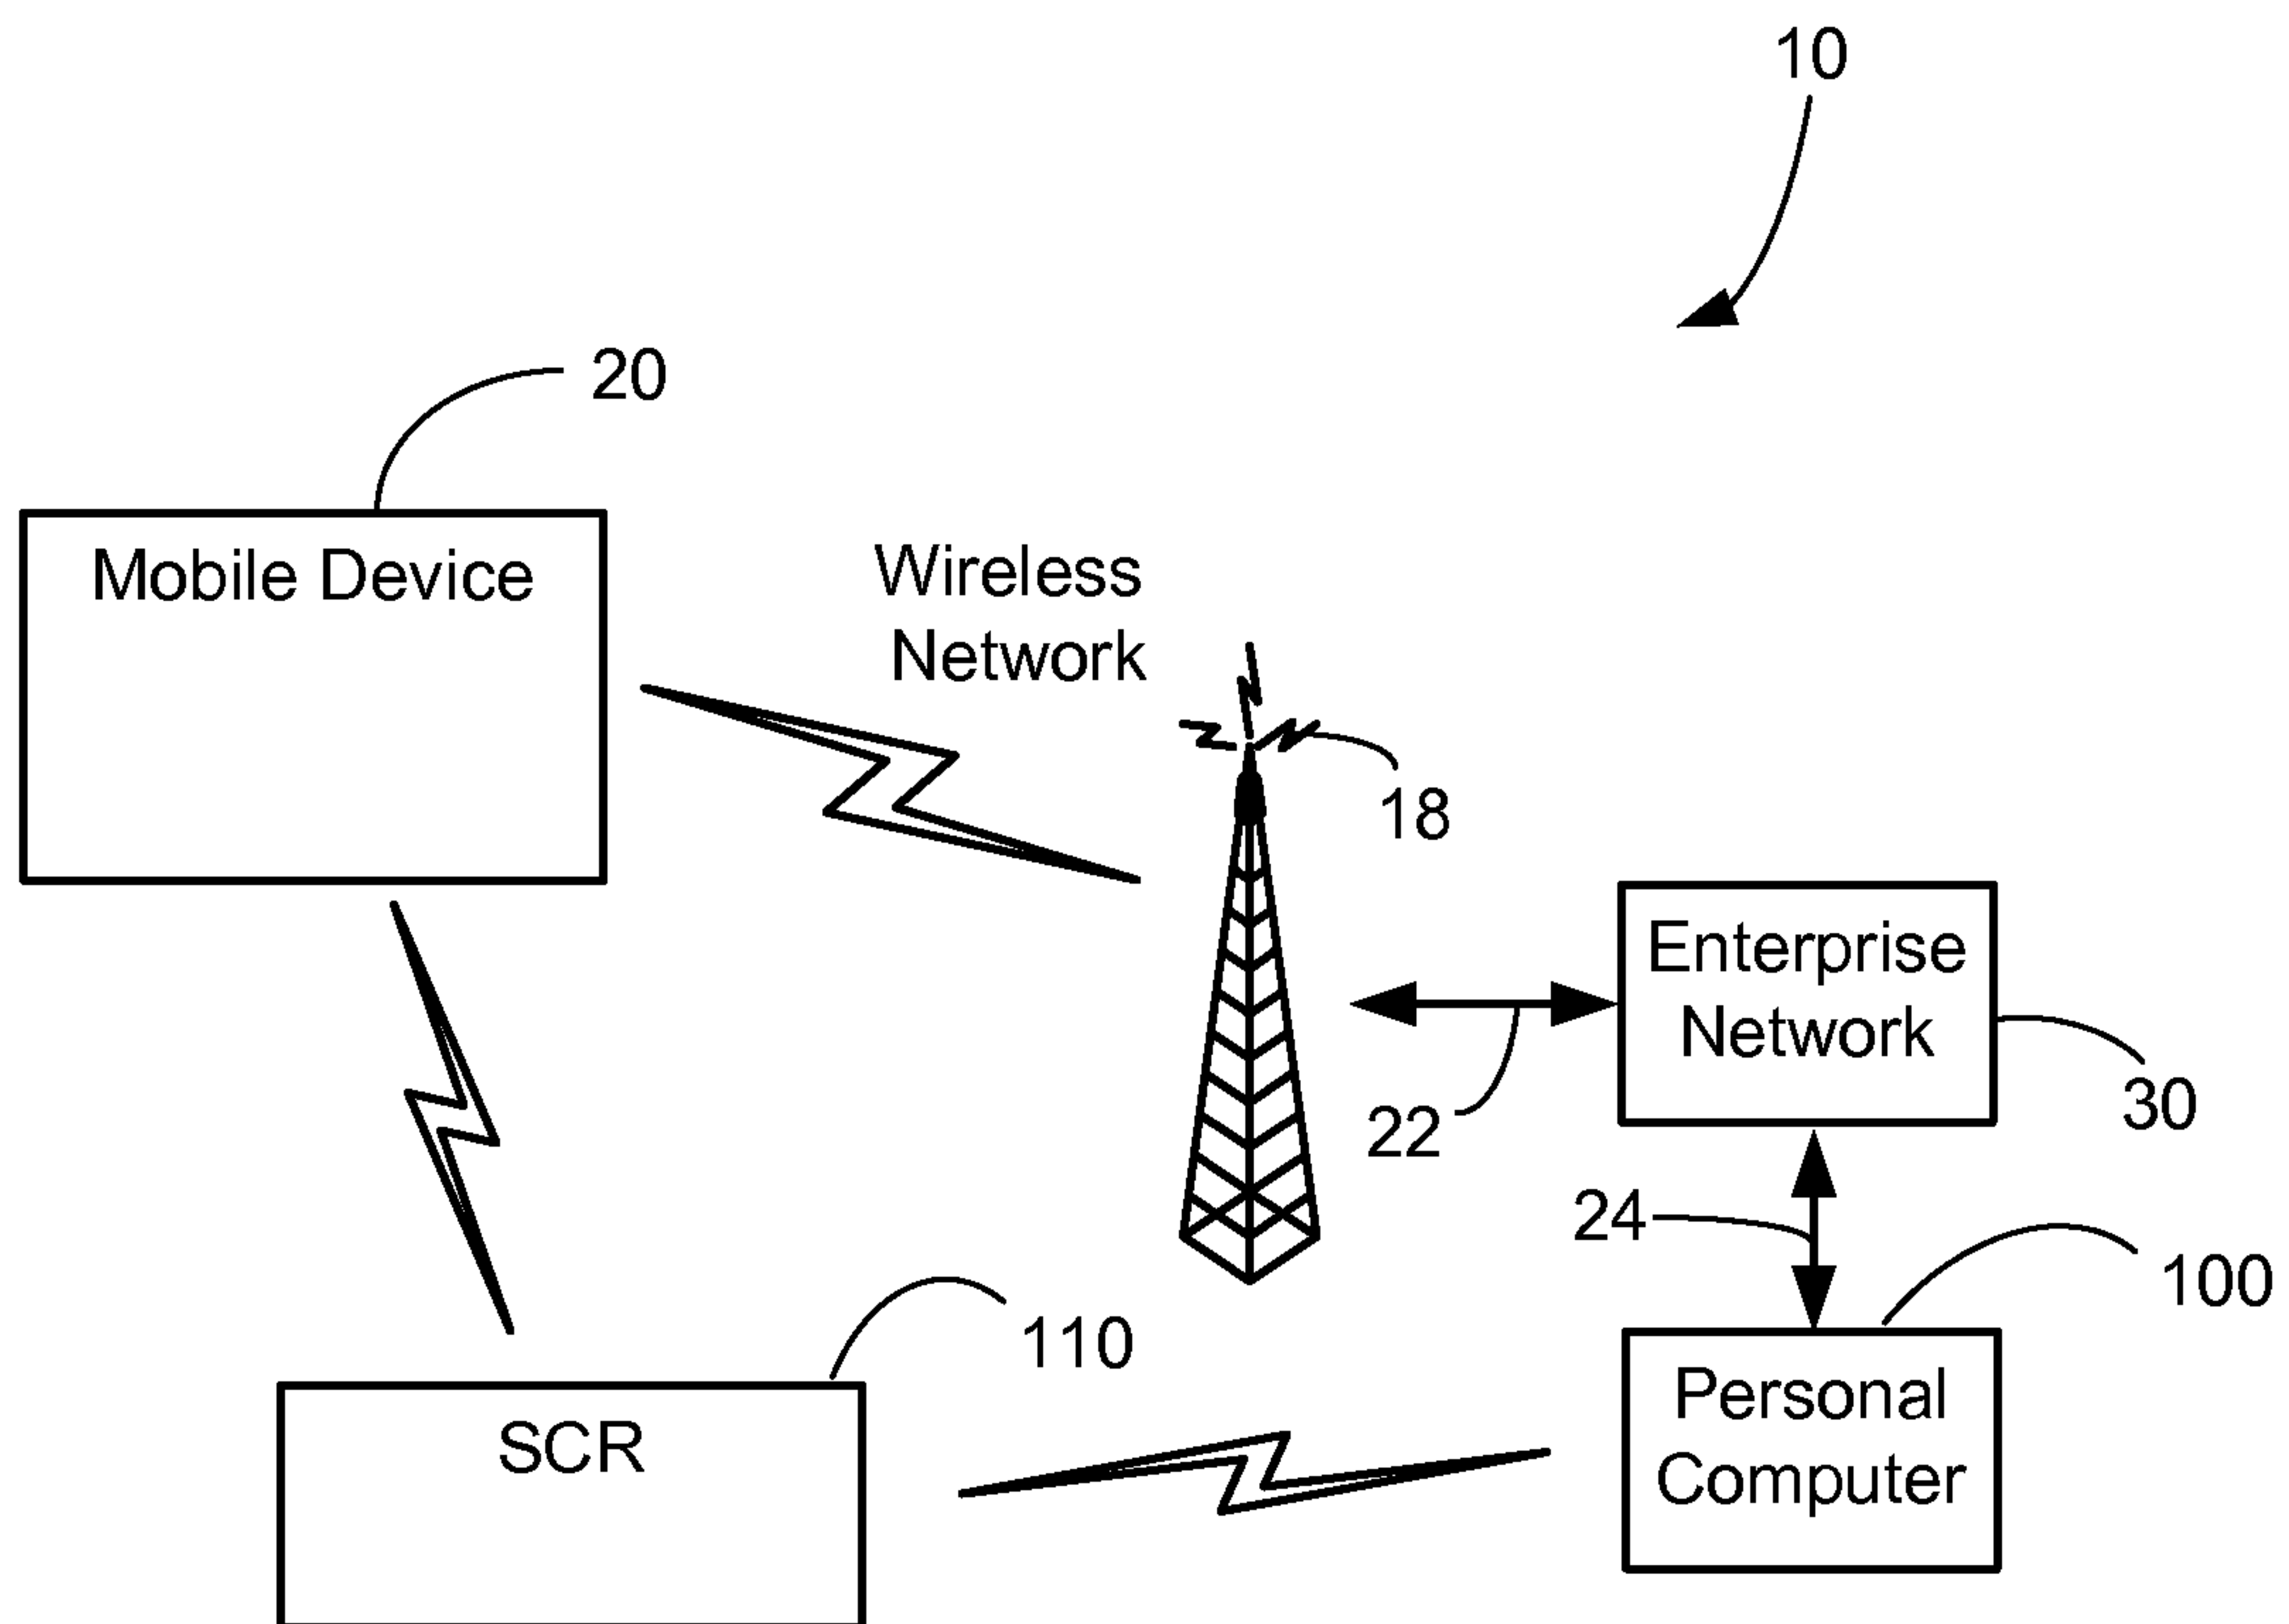 10
20
Mobile Device
Wireless
Network
18
Enterprise
Network
22
30
24
100
110
Personal
Computer
SCR